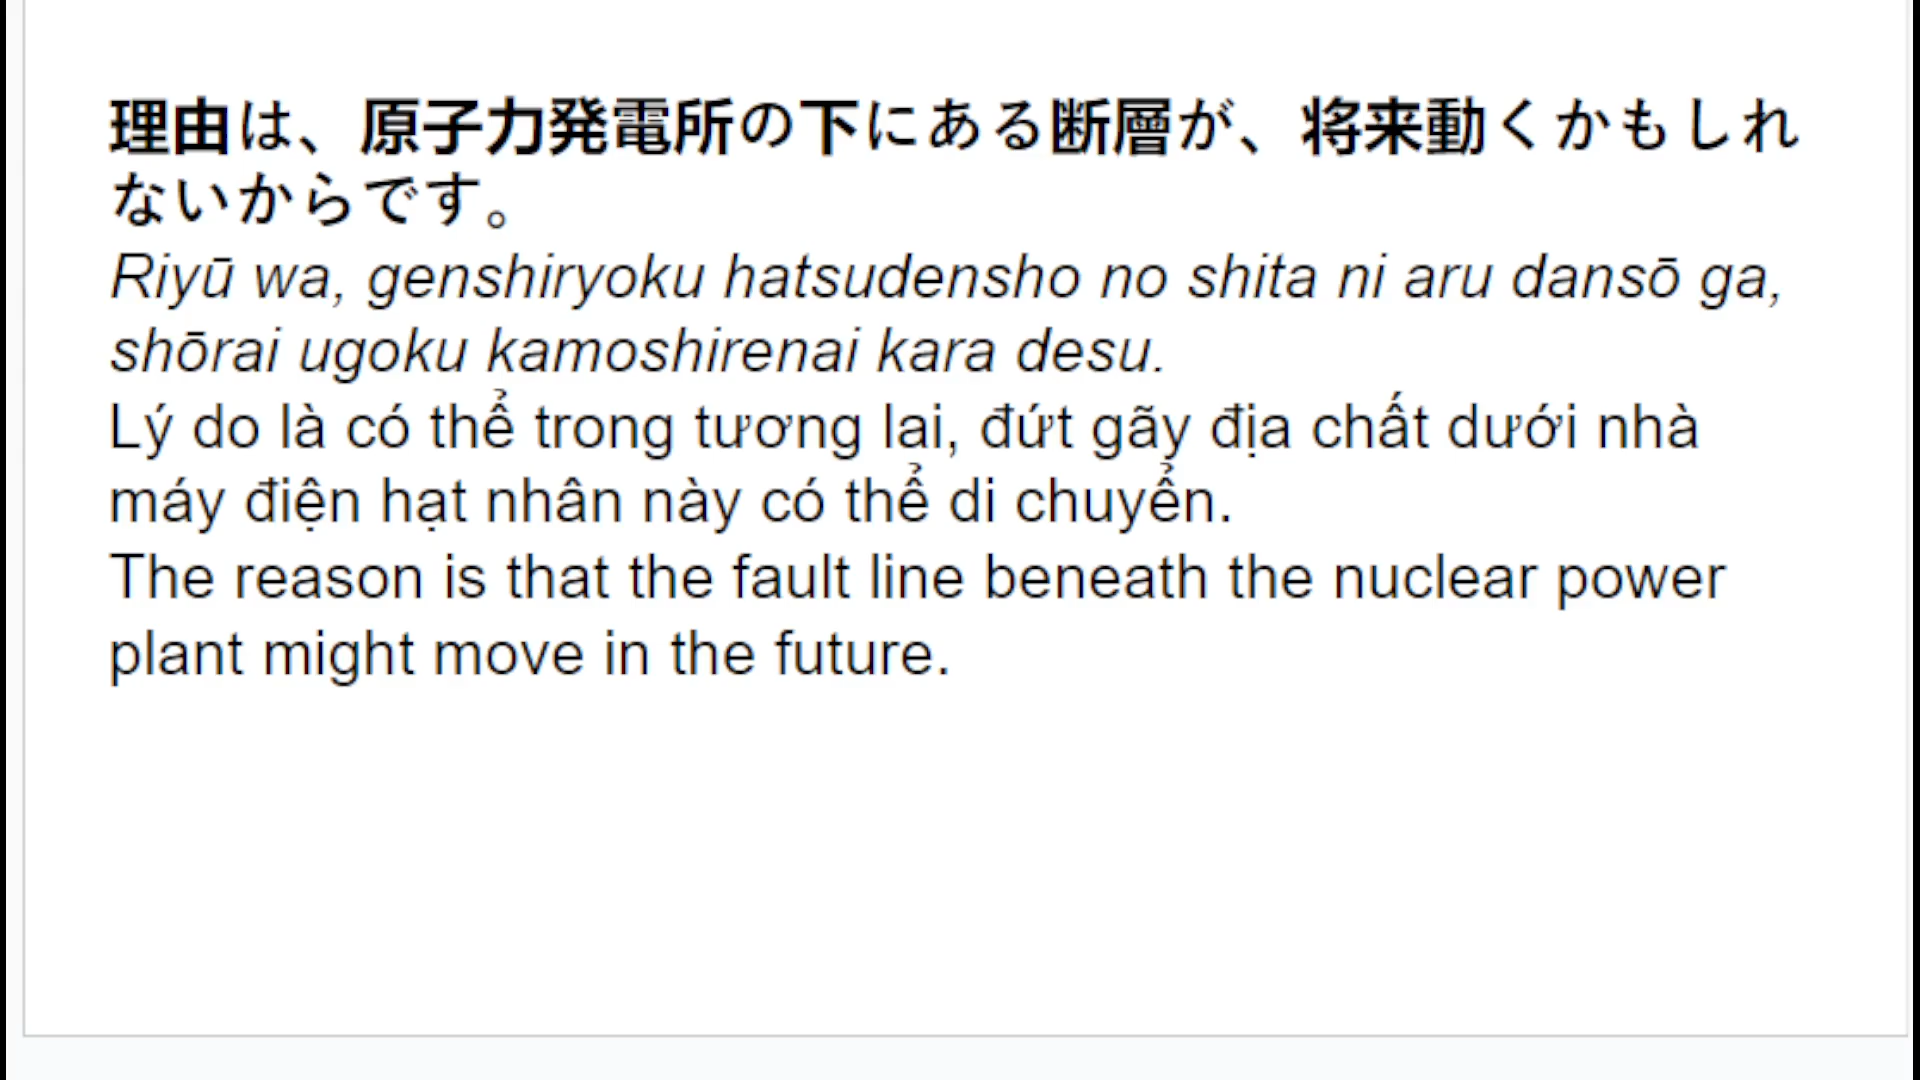 理由は、原子力発電所の下にある断層が、将来動くかもしれ
ないからです。
Riyū wa, genshiryoku hatsudensho no shita ni aru dansō ga,
shōrai ugoku kamoshirenai kara desu.
Lý do là có thể trong tương lai, đứt gãy địa chất dưới nhà
máy điện hạt nhân này có thể di chuyển.
The reason is that the fault line beneath the nuclear power
plant might move in the future.